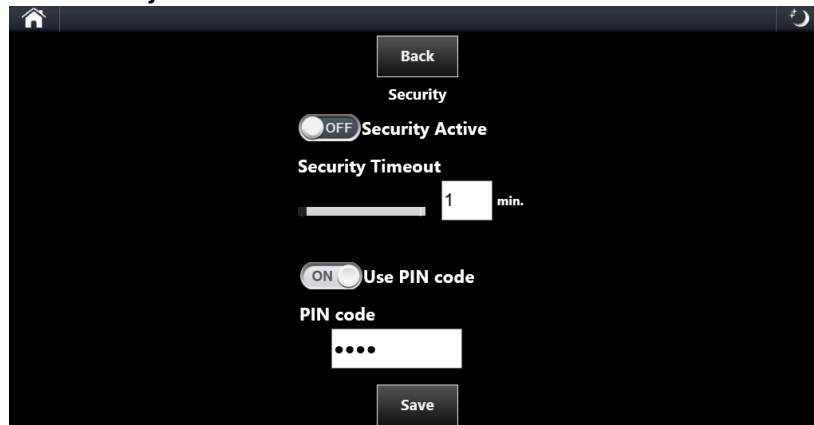 Back
Security
OFF Security Active
Security Timeout
1 min.
ON Use PIN code
PIN code
••••
Save